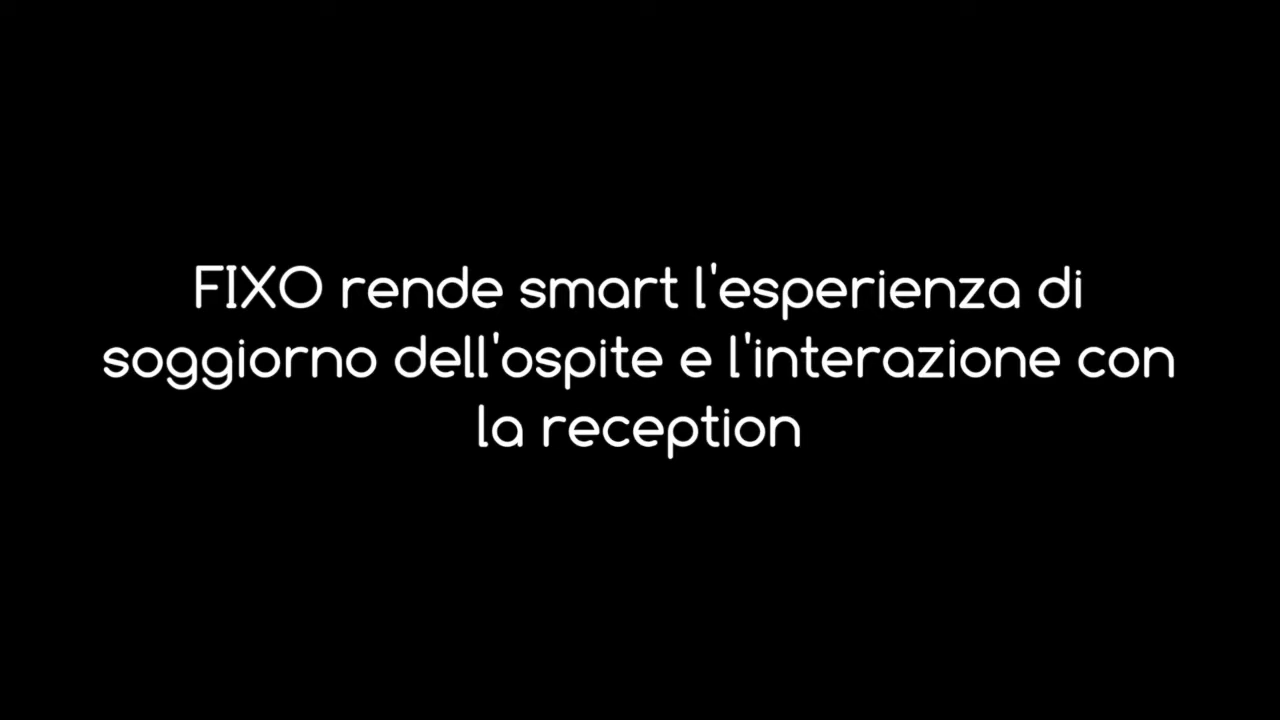 FIXO rende smart l'esperienza di
soggiorno dell'ospite e l'interazione con
la reception